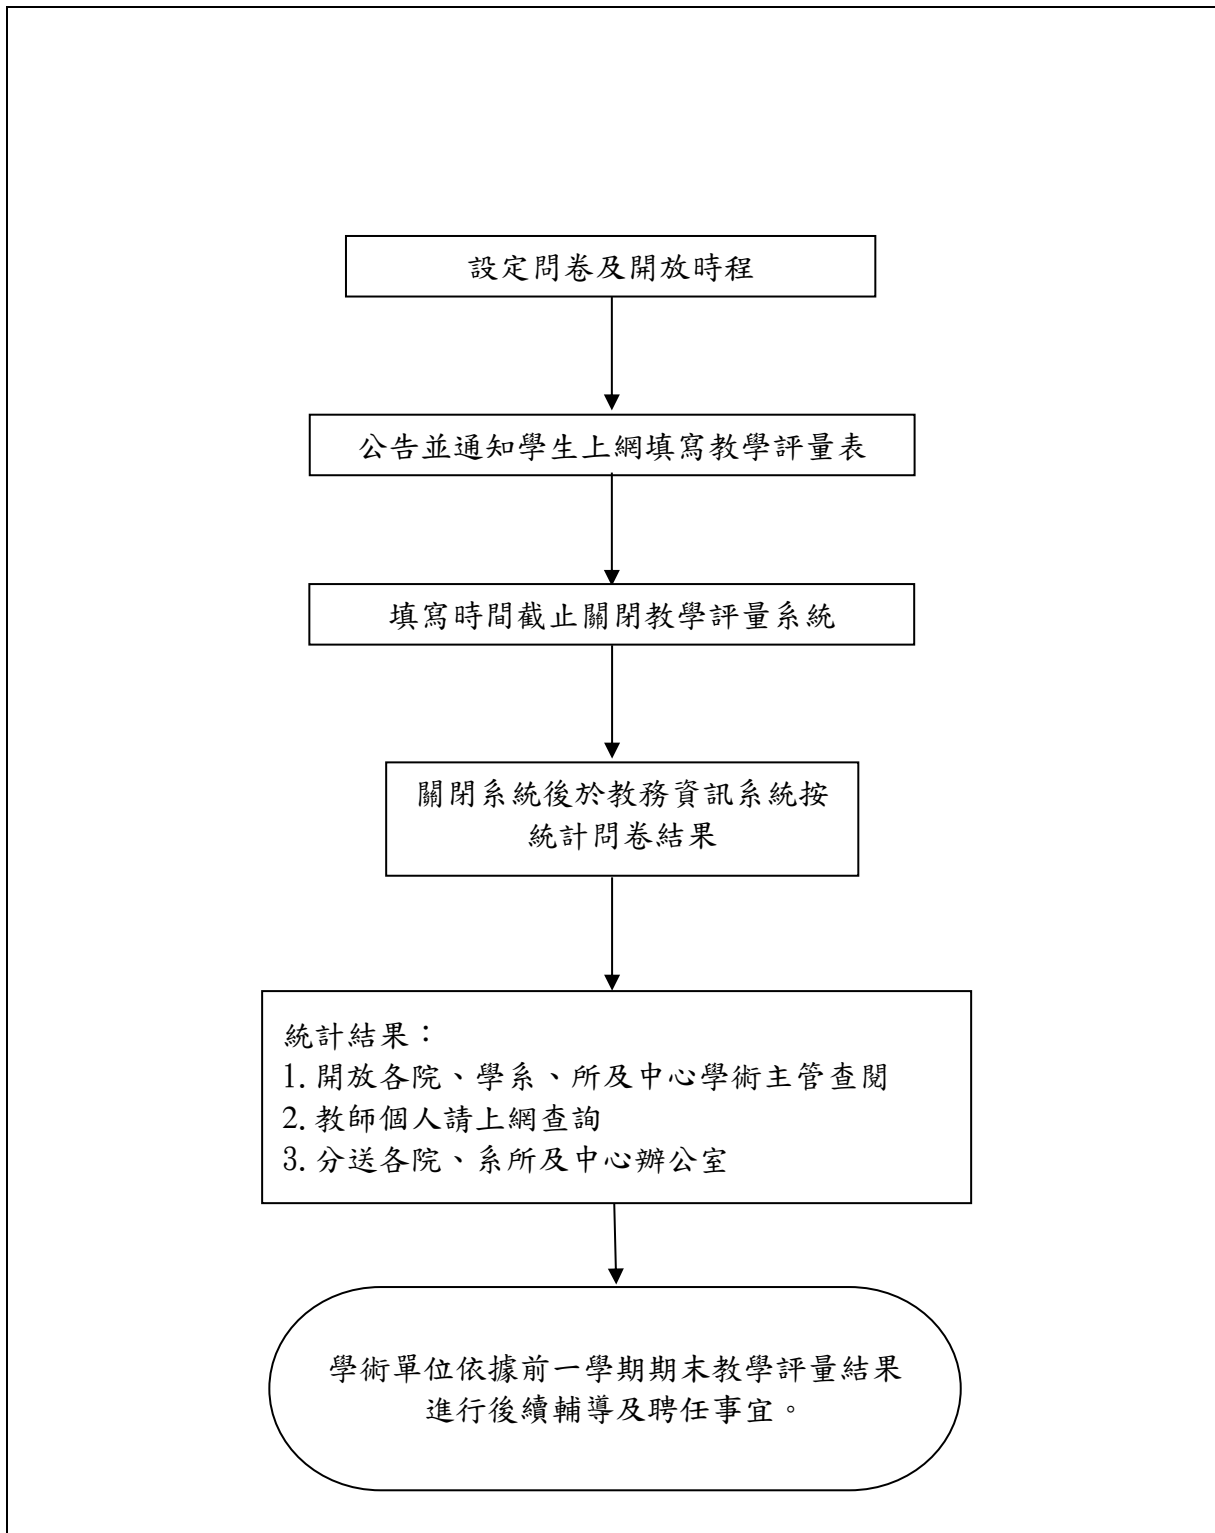 設定問卷及開放時程
公告並通知學生上網填寫教學評量表
填寫時間截止關閉教學評量系統
關閉系統後於教務資訊系統按
統計問卷結果
統計結果：
1. 開放各院、學系、所及中心學術主管查閱
2. 教師個人請上網查詢
3. 分送各院、系所及中心辦公室
學術單位依據前一學期期末教學評量結果
進行後續輔導及聘任事宜。